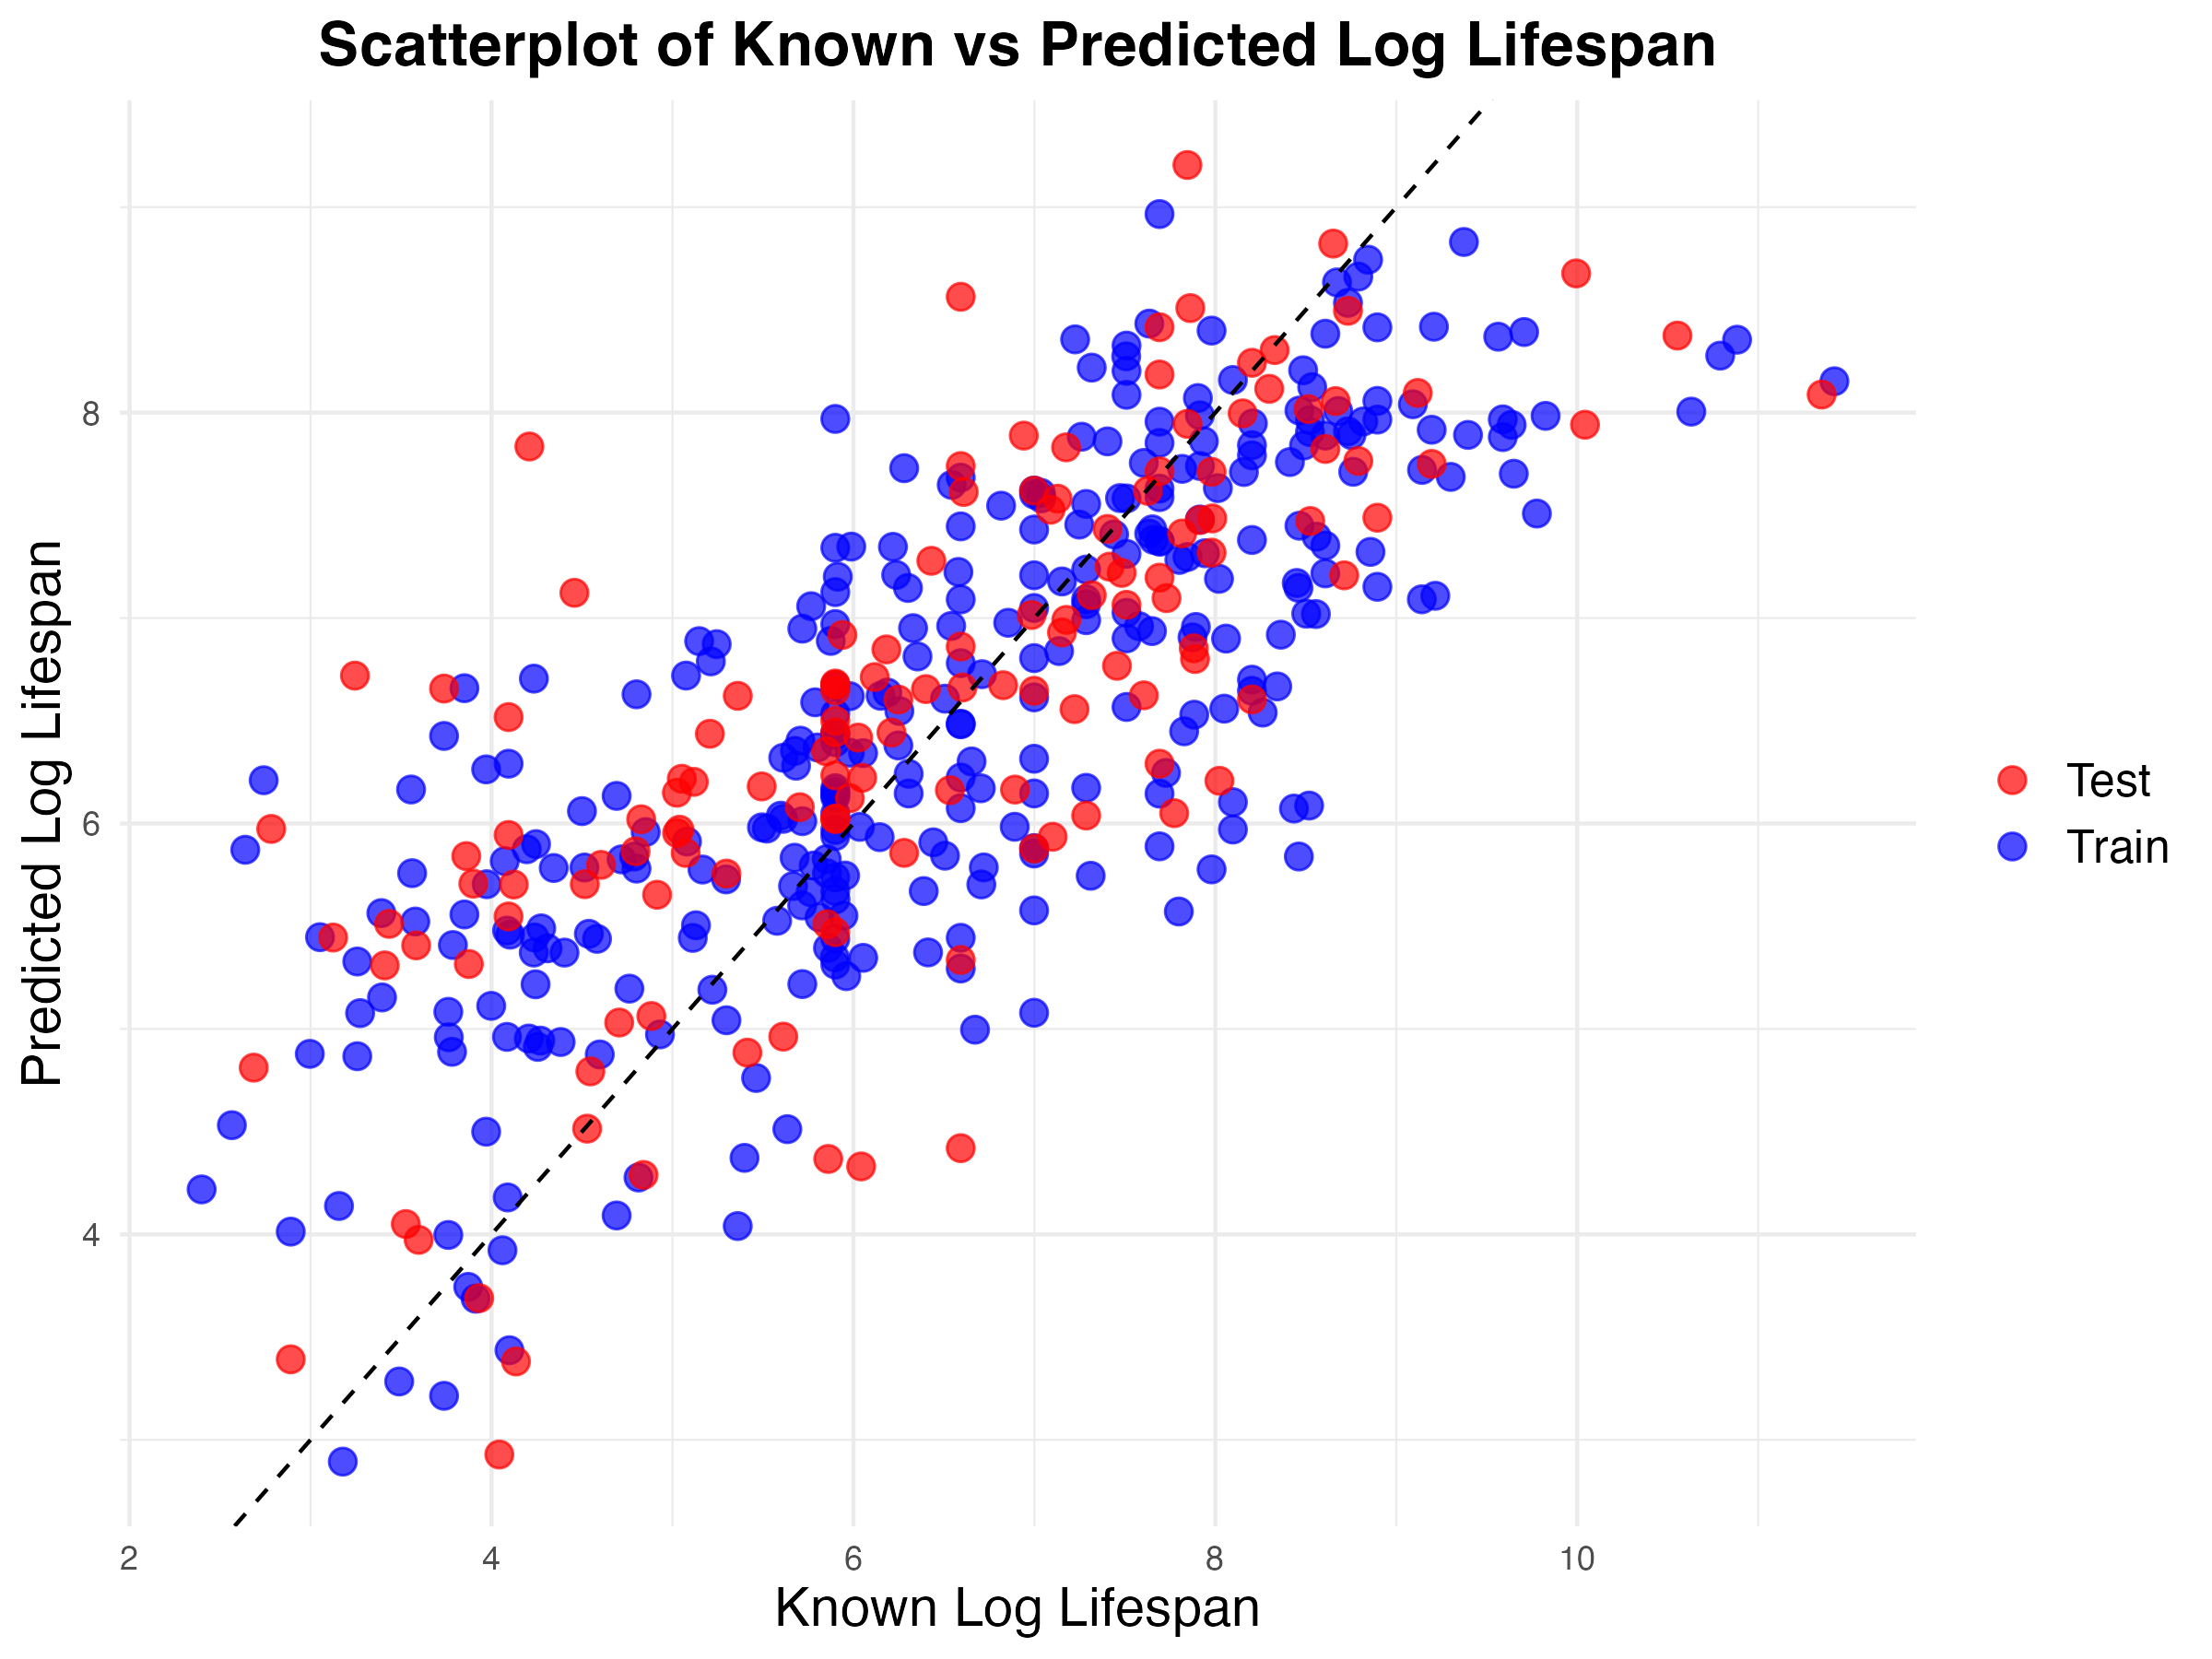 Scatterplot of Known vs Predicted Log Lifespan
Predicted Log Lifespan
8
6
4
2 4 6 8 10
Known Log Lifespan
Test
Train